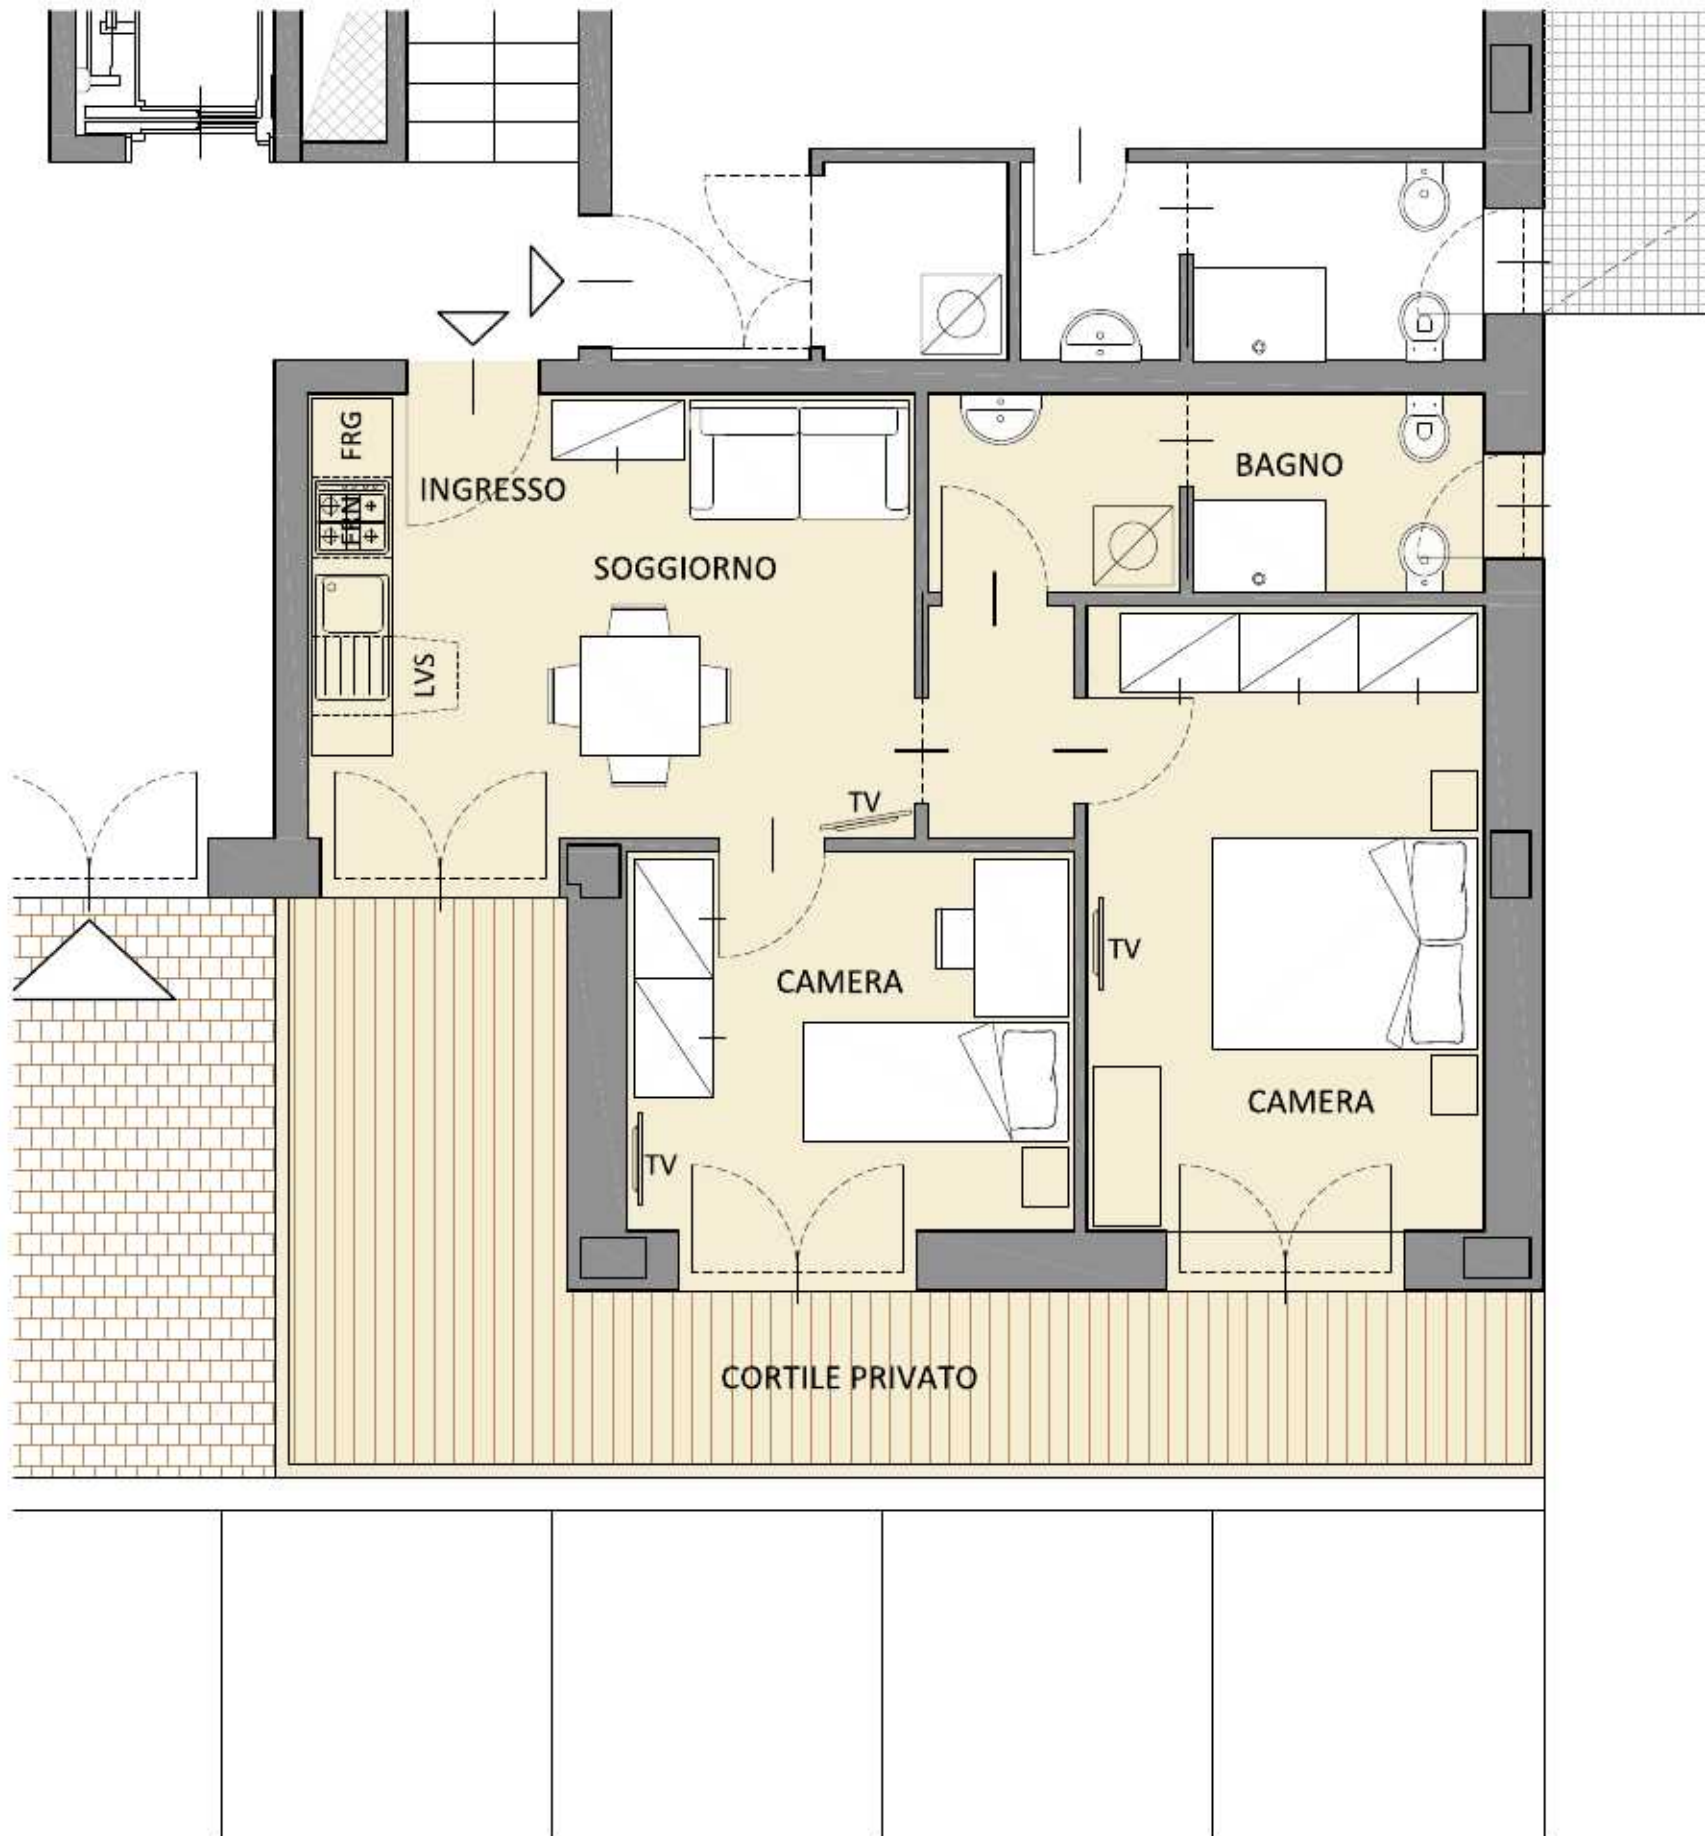 FRG
INGRESSO
BAGNO
FRN
SOGGIORNO
LVS
TV
CAMERA
TV
CAMERA
TV
CORTILE PRIVATO